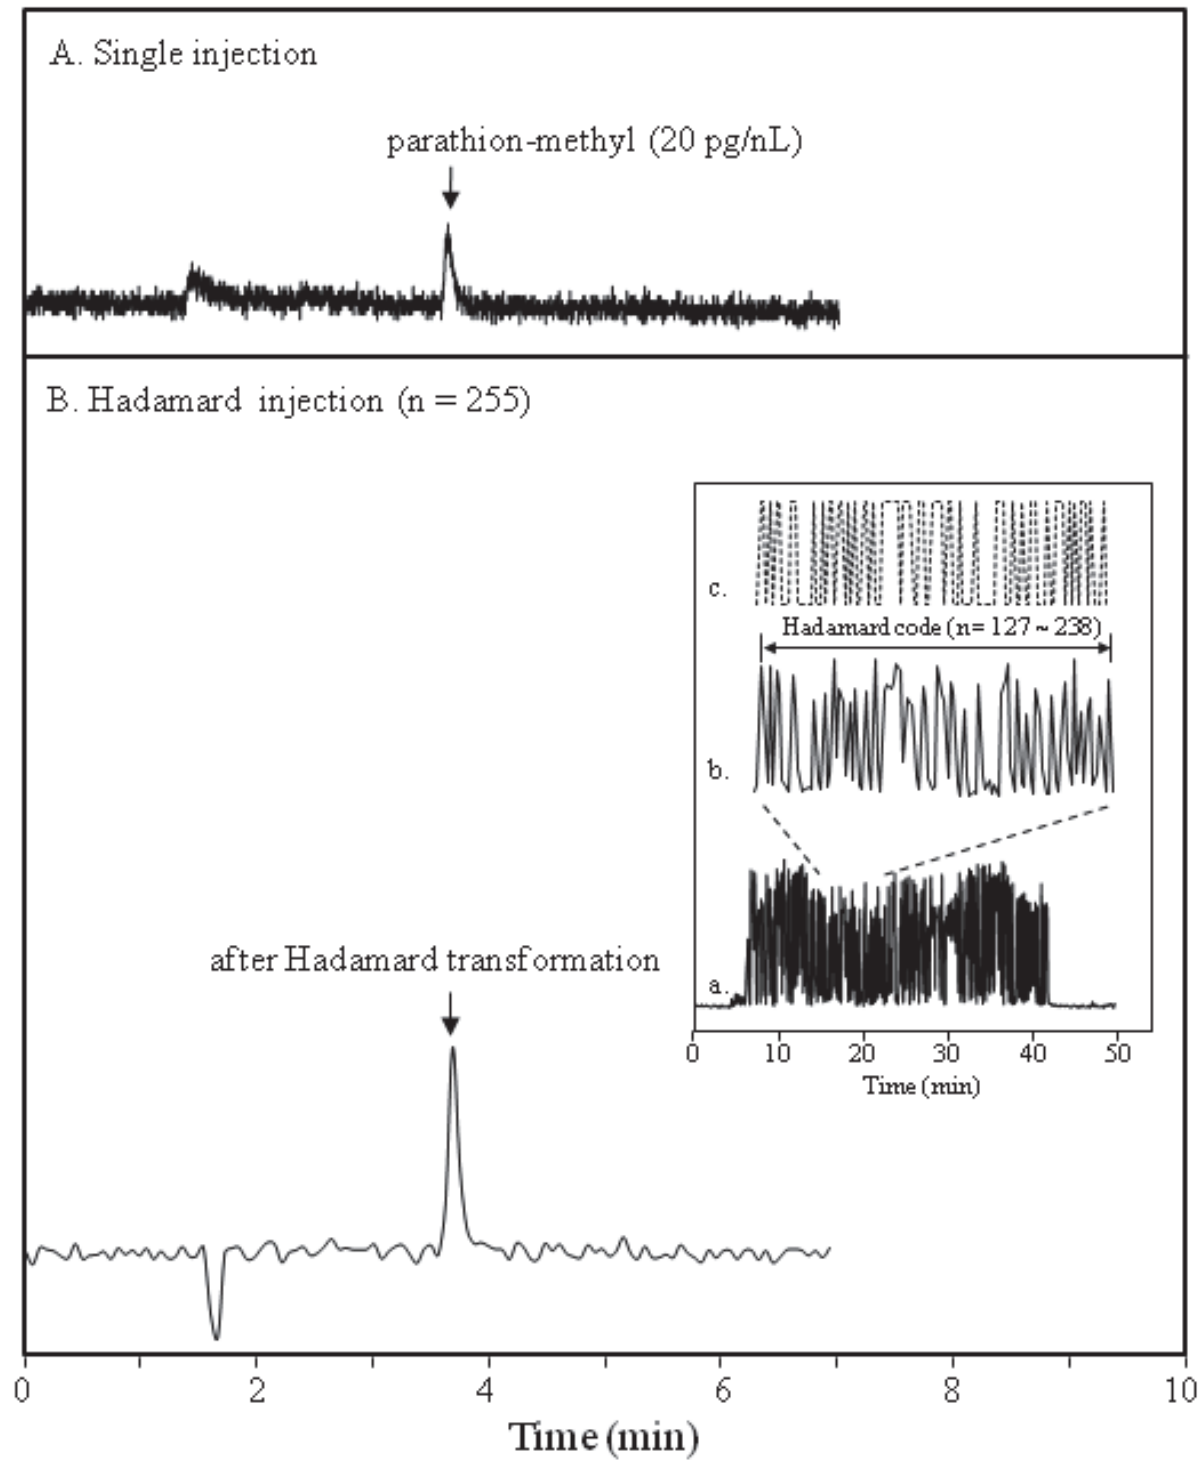 A. Single injection
parathion-methyl (20 pg/nL)
B. Hadamard injection (n = 255)
c.
Hadamard code (n= 127 ~ 238)
b.
a.
0 10 20 30 40 50
Time (min)
after Hadamard transformation
0 2 4 6 8 10
Time (min)